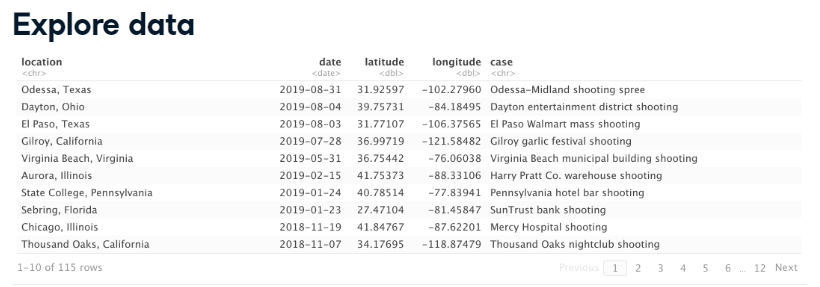 Explore data
location date latitude longitude case
<chr> <date> <dbl> <dbl> <chr>
Odessa, Texas 2019-08-31 31.92597 -102.27960 Odessa-Midland shooting spree
Dayton, Ohio 2019-08-04 39.75731 -84.18495 Dayton entertainment district shooting
El Paso, Texas 2019-08-03 31.77107 -106.37565 El Paso Walmart mass shooting
Gilroy, California 2019-07-28 36.99719 -121.58482 Gilroy garlic festival shooting
Virginia Beach, Virginia 2019-05-31 36.75442 -76.06038 Virginia Beach municipal building shooting
Aurora, Illinois 2019-02-15 41.75373 -88.33106 Harry Pratt Co. warehouse shooting
State College, Pennsylvania 2019-01-24 40.78514 -77.83941 Pennsylvania hotel bar shooting
Sebring, Florida 2019-01-23 27.47104 -81.45847 SunTrust bank shooting
Chicago, Illinois 2018-11-19 41.84767 -87.62201 Mercy Hospital shooting
Thousand Oaks, California 2018-11-07 34.17695 -118.87479 Thousand Oaks nightclub shooting
1-10 of 115 rows Previous 1 2 3 4 5 6 ... 12 Next